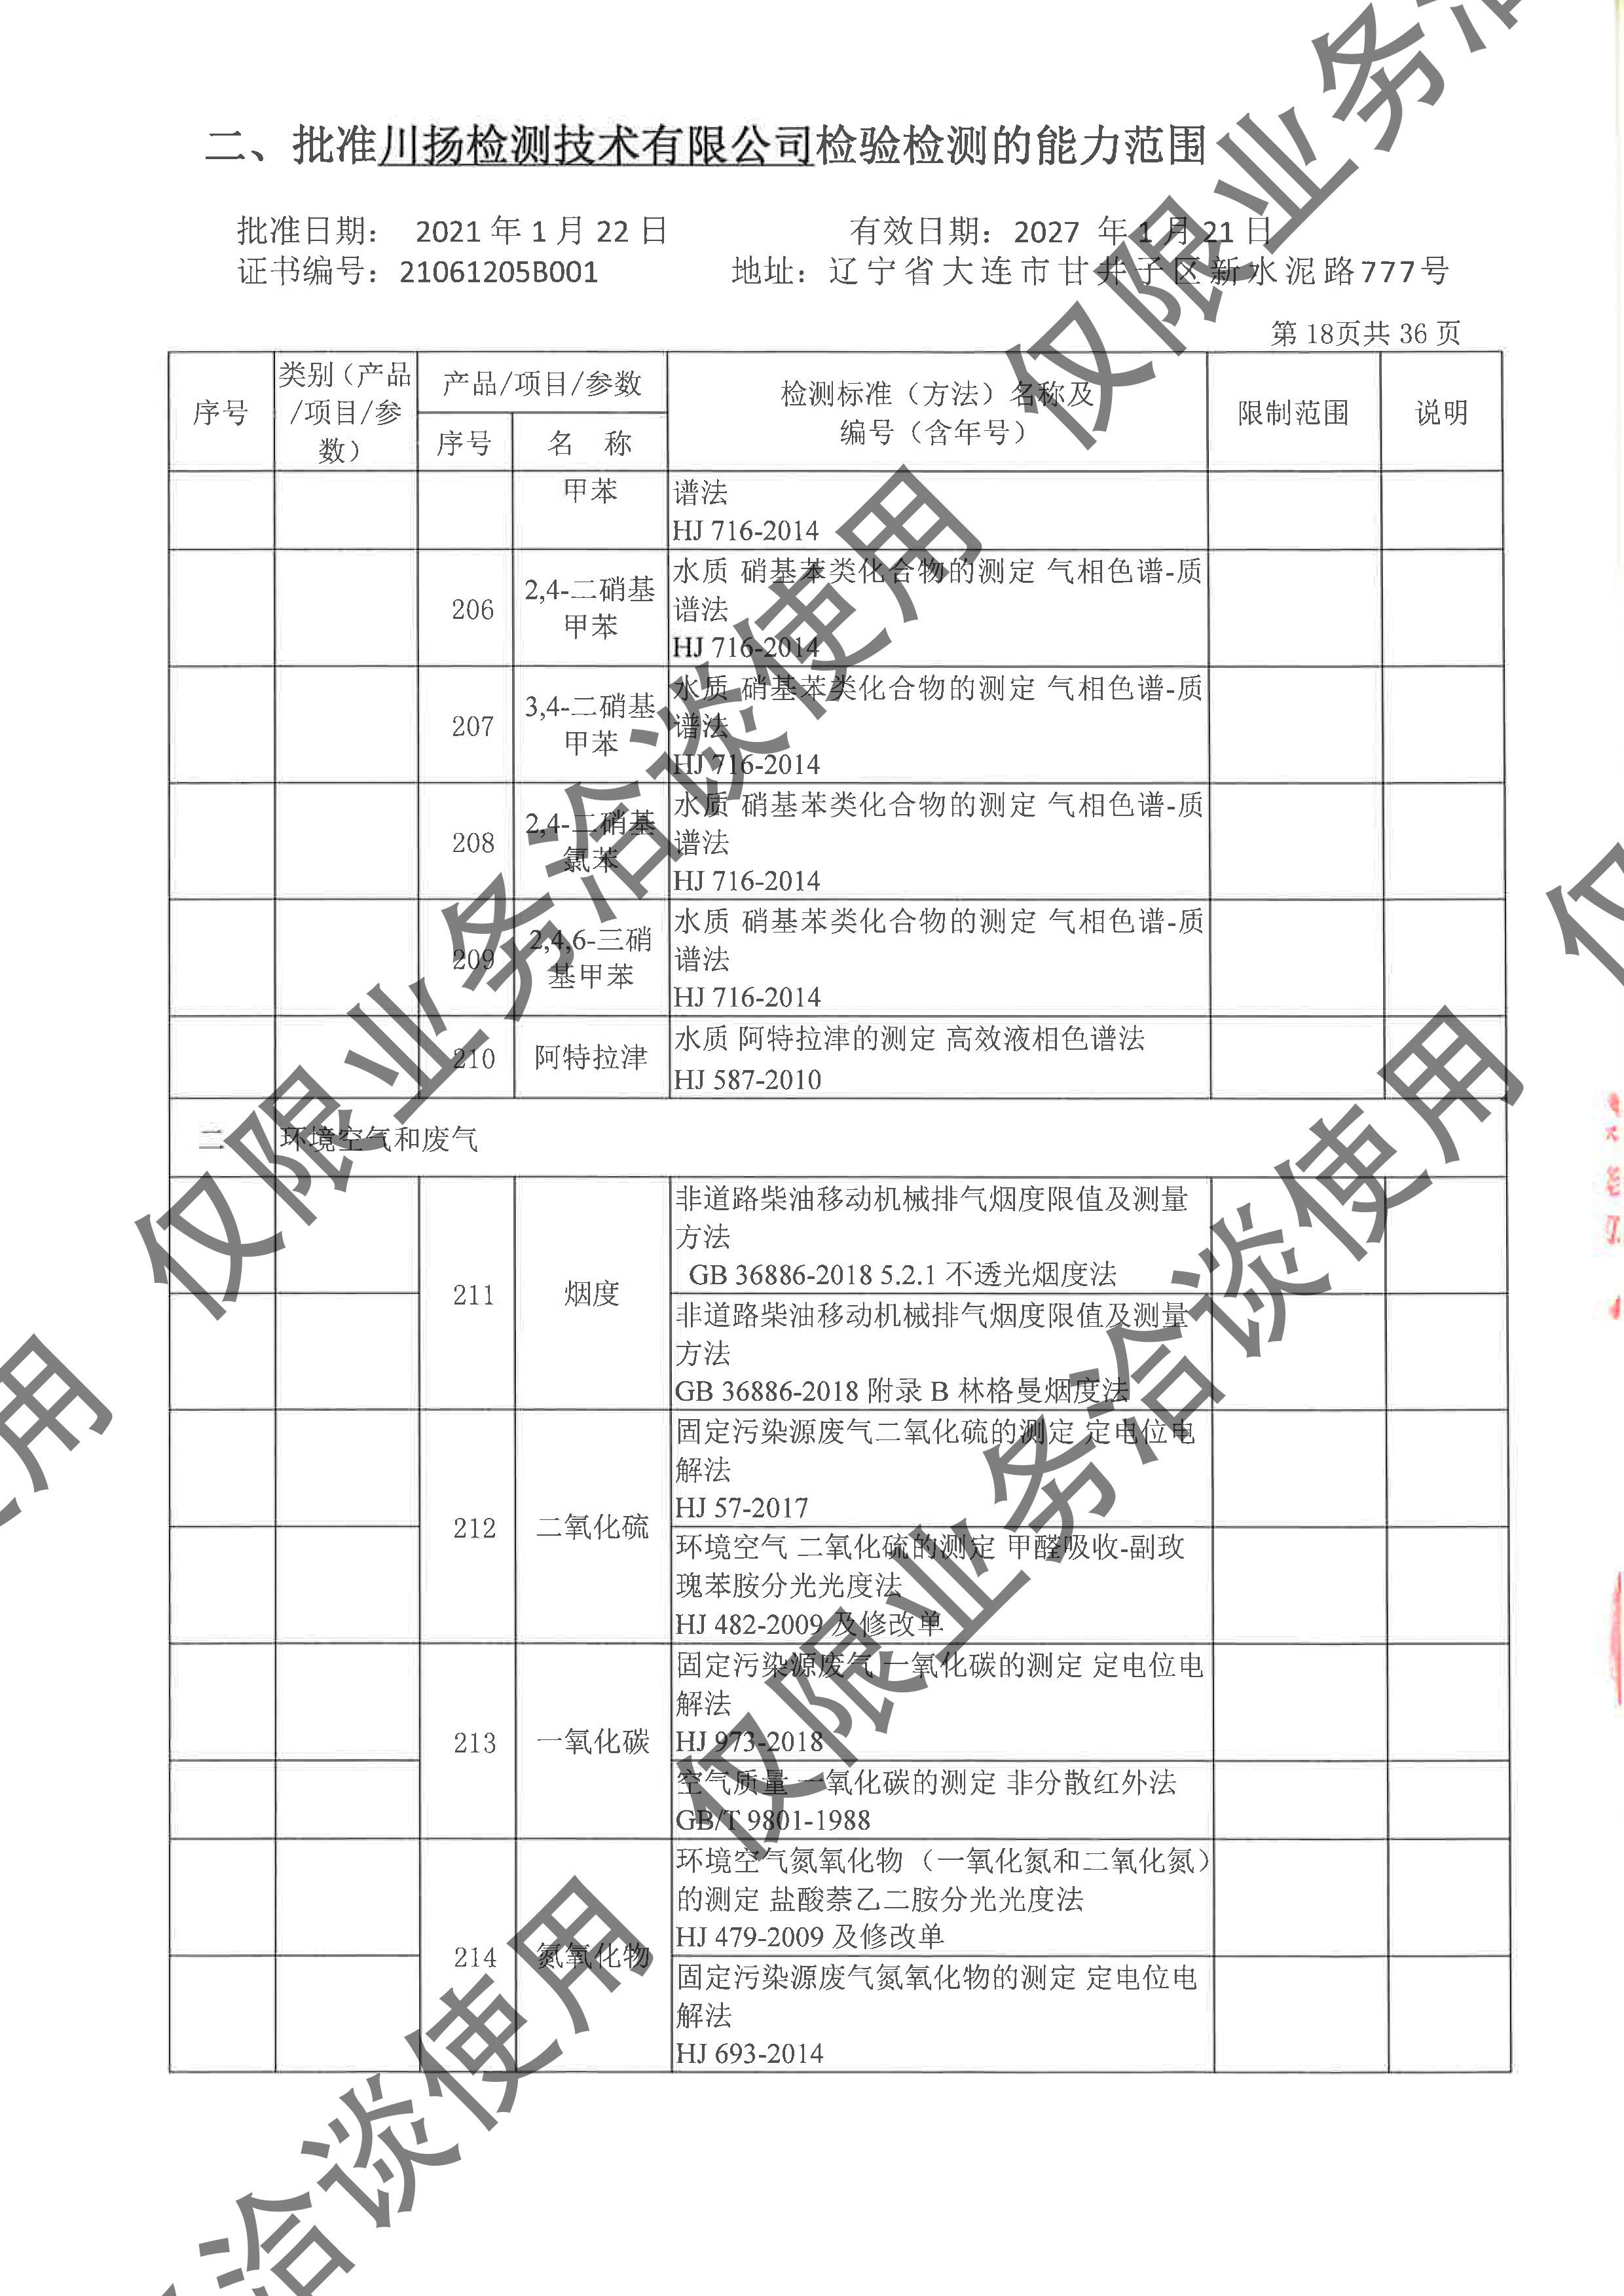 二、批准川扬检测技术有限公司检验检测的能力范围
批准日期： 2021 年 1 月 22 日 有效日期：2027 年 1 月 21 日
证书编号：21061205B001 地址：辽宁省大连市甘井子区新水泥路777号
第 18页共 36 页
序号
类别（产品
/项目/参
数）
产品/项目/参数
序号
名 称
检测标准（方法）名称及
编号（含年号）
限制范围
说明
甲苯
谱法
HJ 716-2014
206
2,4-二硝基
甲苯
水质 硝基苯类化合物的测定 气相色谱-质
谱法
HJ 716-2014
207
3,4-二硝基
甲苯
水质 硝基苯类化合物的测定 气相色谱-质
谱法
HJ 716-2014
208
2,4-二硝基
氯苯
水质 硝基苯类化合物的测定 气相色谱-质
谱法
HJ 716-2014
209
2,4,6-三硝
基甲苯
水质 硝基苯类化合物的测定 气相色谱-质
谱法
HJ 716-2014
210
阿特拉津
水质 阿特拉津的测定 高效液相色谱法
HJ 587-2010
二 环境空气和废气
211
烟度
非道路柴油移动机械排气烟度限值及测量
方法
GB 36886-2018 5.2.1 不透光烟度法
非道路柴油移动机械排气烟度限值及测量
方法
GB 36886-2018 附录 B 林格曼烟度法
212
二氧化硫
固定污染源废气二氧化硫的测定 定电位电
解法
HJ 57-2017
环境空气 二氧化硫的测定 甲醛吸收-副玫
瑰苯胺分光光度法
HJ 482-2009 及修改单
213
一氧化碳
固定污染源废气 一氧化碳的测定 定电位电
解法
HJ 973-2018
空气质量 一氧化碳的测定 非分散红外法
GB/T 9801-1988
214
氮氧化物
环境空气氮氧化物 （一氧化氮和二氧化氮）
的测定 盐酸萘乙二胺分光光度法
HJ 479-2009 及修改单
固定污染源废气氮氧化物的测定 定电位电
解法
HJ 693-2014
仅限业务洽
仅限业务洽谈使用
仅限业务洽谈使用
仅
使用
洽谈使用